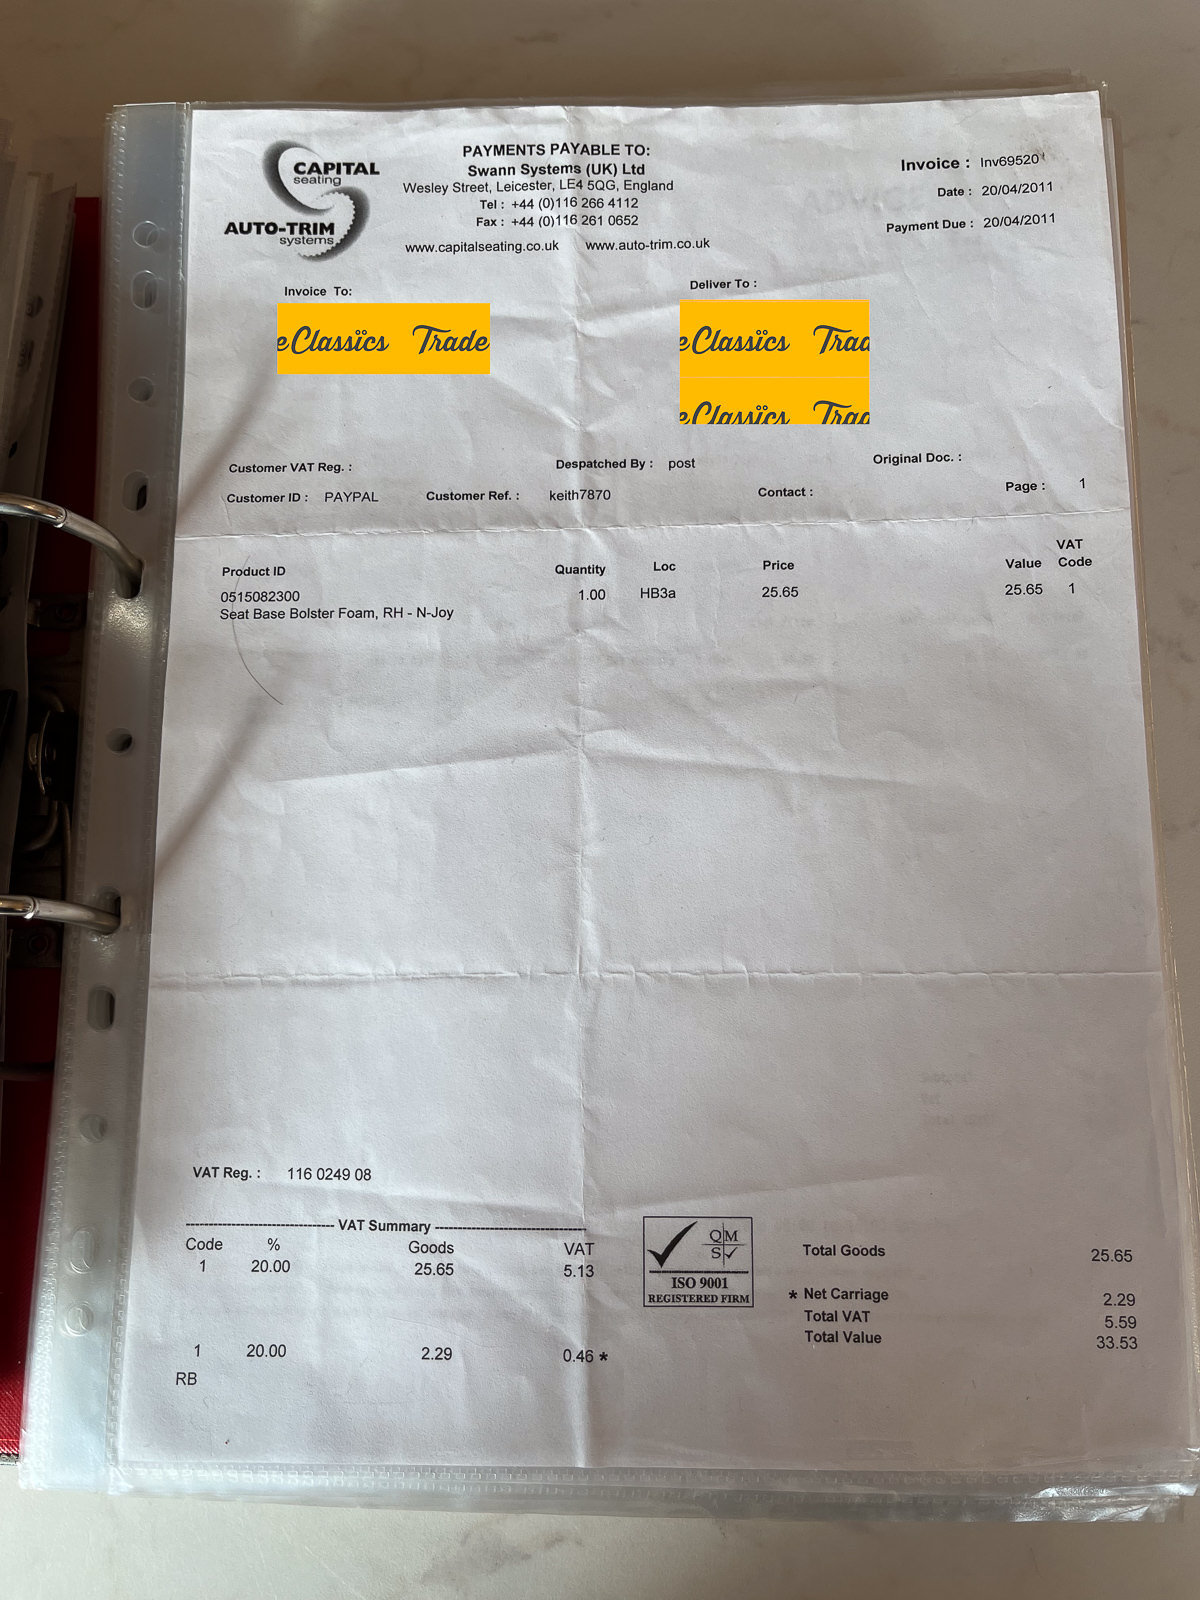 CAPITAL
seating
AUTO-TRIM
systems
PAYMENTS PAYABLE TO:
Swann Systems (UK) Ltd
Wesley Street, Leicester, LE4 5QG, England
Tel : +44 (0)116 266 4112
Fax : +44 (0)116 261 0652
www.capitalseating.co.uk www.auto-trim.co.uk
Invoice : Inv69520
Date : 20/04/2011
Payment Due : 20/04/2011
Invoice To:
e Classics Trade
Deliver To :
e Classics Trad
e Classics Trad
Customer VAT Reg. :
Despatched By : post
Original Doc. :
Customer ID : PAYPAL
Customer Ref. : keith7870
Contact :
Page : 1
Product ID Quantity Loc Price Value VAT Code
0515082300 1.00 HB3a 25.65 25.65 1
Seat Base Bolster Foam, RH - N-Joy
VAT Reg. : 116 0249 08
VAT Summary
Code % Goods VAT
1 20.00 25.65 5.13
1 20.00 2.29 0.46 *
RB
QM
S
ISO 9001
REGISTERED FIRM
Total Goods 25.65
* Net Carriage 2.29
Total VAT 5.59
Total Value 33.53